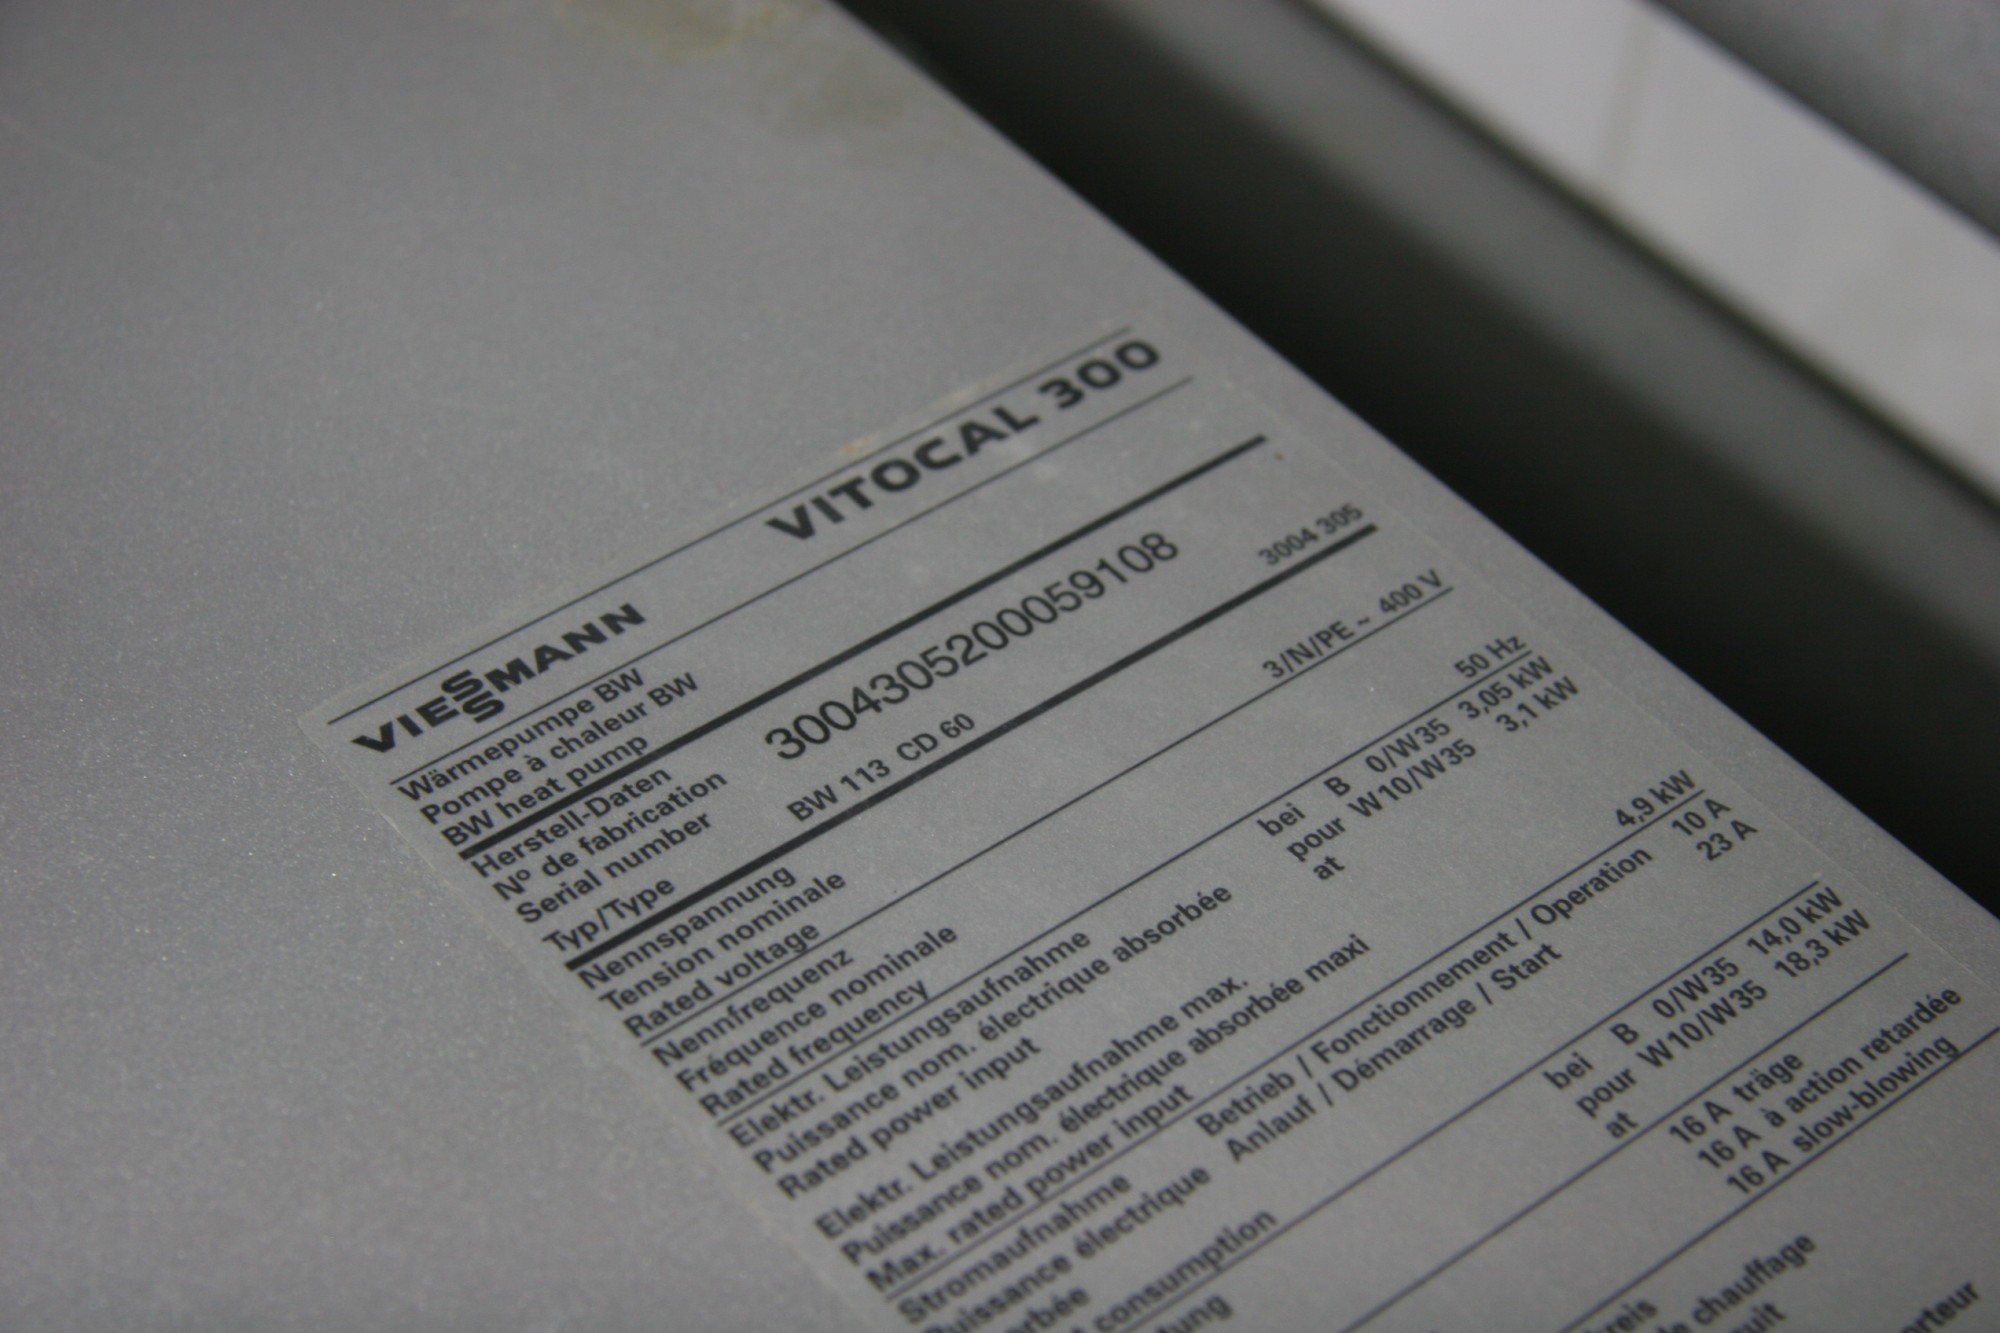 VIESSMANN VITOCAL 300
Wärmepumpe BW
Pompe à chaleur BW
BW heat pump
Herstell-Daten
N° de fabrication 3004305200059108
Serial number
Typ/Type BW 113 CD 60 3004 305
Nennspannung
Tension nominale 3/N/PE ~ 400 V
Rated voltage
Nennfrequenz
Fréquence nominale
Rated frequency 50 Hz
Elektr. Leistungsaufnahme bei B 0/W35 3,05 kW
Puissance nom. électrique absorbée pour W10/W35 3,1 kW
Rated power input at
Elektr. Leistungsaufnahme max.
Puissance nom. électrique absorbée maxi
Max. rated power input 4,9 kW
Stromaufnahme Betrieb / Fonctionnement / Operation 10 A
Puissance électrique Anlauf / Démarrage / Start 23 A
consumption
bei B 0/W35 14,0 kW
pour W10/W35 18,3 kW
at
16 A träge
16 A à action retardée
16 A slow-blowing
chauffage